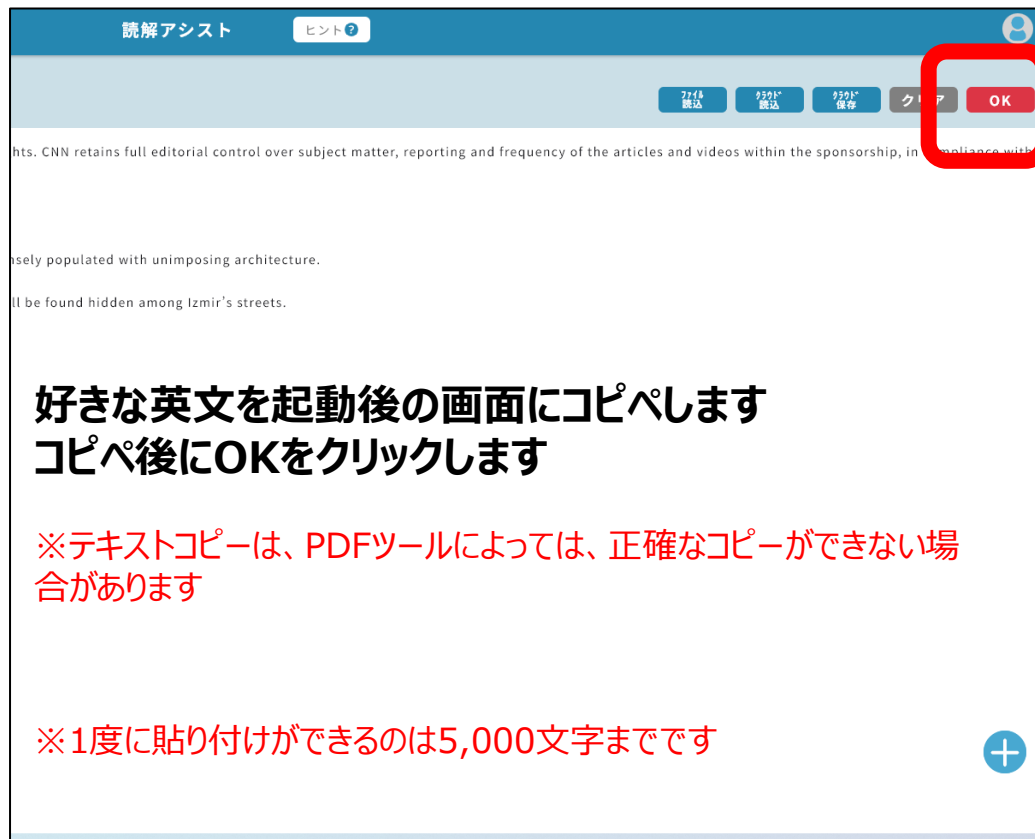 読解アシスト ヒント?
ファイル読込 クラウド読込 クラウド保存 クリア OK
hts. CNN retains full editorial control over subject matter, reporting and frequency of the articles and videos within the sponsorship, in compliance with
nsely populated with unimposing architecture.
ll be found hidden among Izmir's streets.
好きな英文を起動後の画面にコピペします
コピペ後にOKをクリックします
※テキストコピーは、PDFツールによっては、正確なコピーができない場
合があります
※1度に貼り付けができるのは5,000文字までです